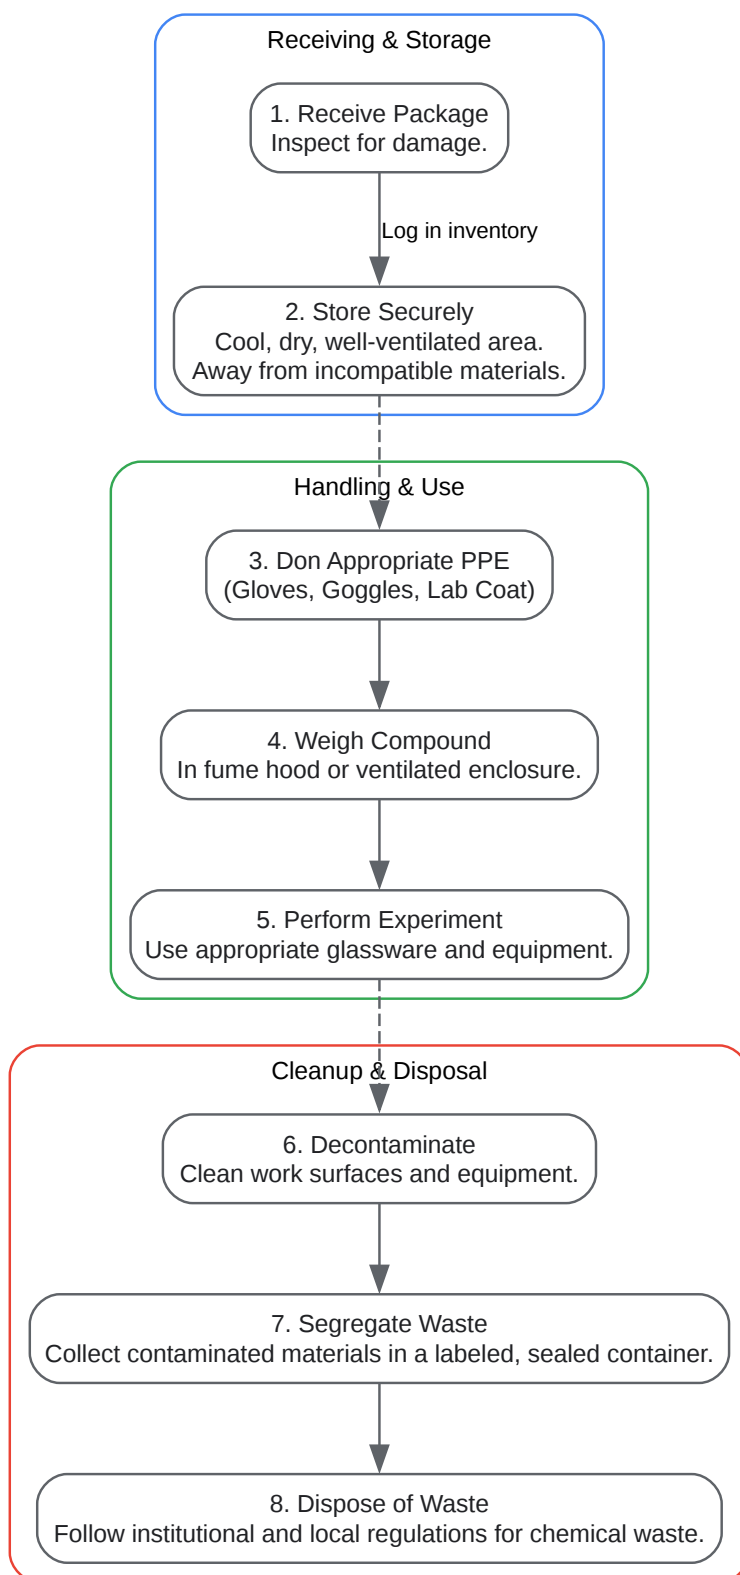 Receiving & Storage
1. Receive Package
Inspect for damage.
Log in inventory
2. Store Securely
Cool, dry, well-ventilated area.
Away from incompatible materials.
Handling & Use
3. Don Appropriate PPE
(Gloves, Goggles, Lab Coat)
4. Weigh Compound
In fume hood or ventilated enclosure.
5. Perform Experiment
Use appropriate glassware and equipment.
Cleanup & Disposal
6. Decontaminate
Clean work surfaces and equipment.
7. Segregate Waste
Collect contaminated materials in a labeled, sealed container.
8. Dispose of Waste
Follow institutional and local regulations for chemical waste.